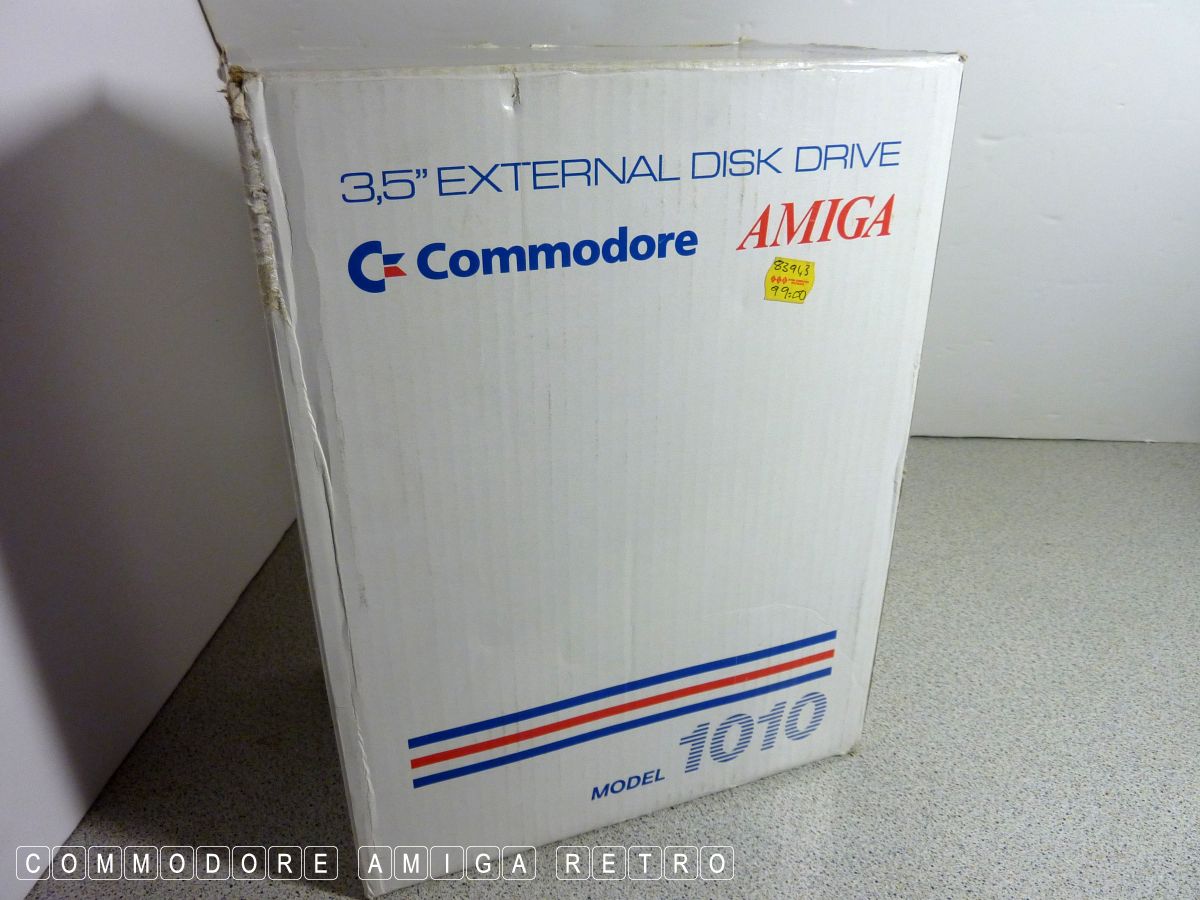 3,5" EXTERNAL DISK DRIVE
Commodore AMIGA
83943
99.00
MODEL 1010
COMMODORE AMIGA RETRO